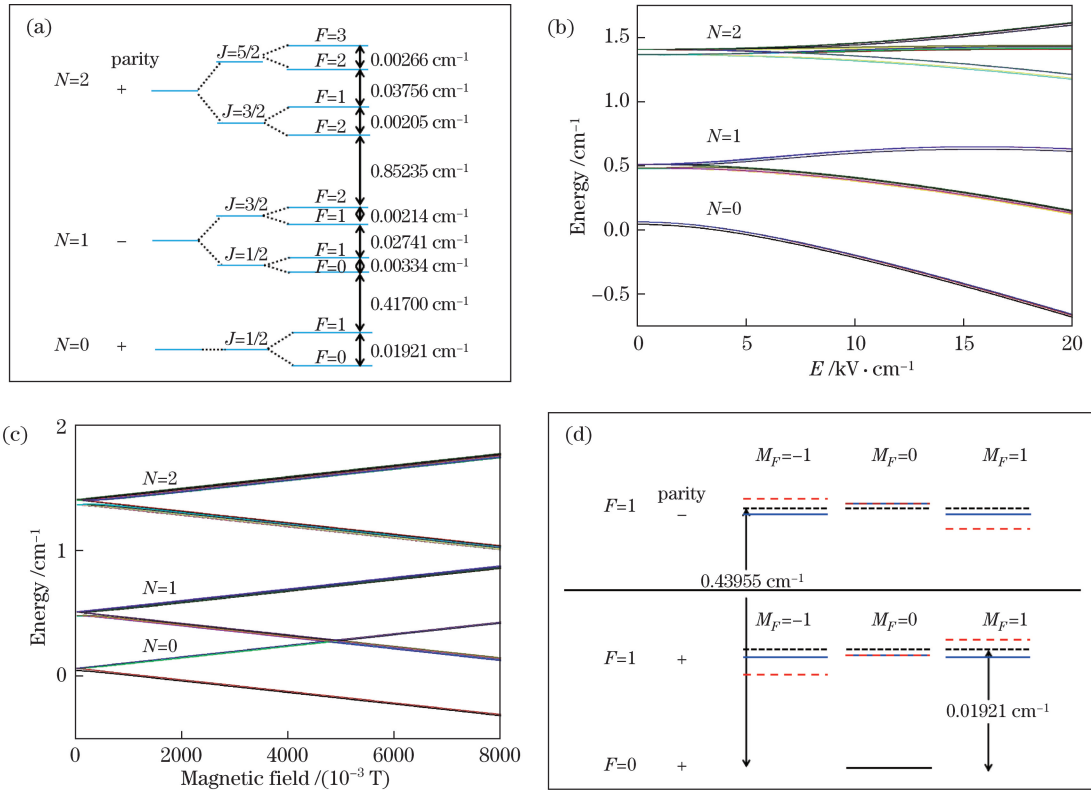 (a)
parity
N=2
+
J=5/2
F=3
F=2
0.00266 cm⁻¹
0.03756 cm⁻¹
J=3/2
F=1
F=2
0.00205 cm⁻¹
0.85235 cm⁻¹
N=1
−
J=3/2
F=2
F=1
0.00214 cm⁻¹
0.02741 cm⁻¹
J=1/2
F=1
F=0
0.00334 cm⁻¹
0.41700 cm⁻¹
N=0
+
J=1/2
F=1
F=0
0.01921 cm⁻¹
(b)
Energy /cm⁻¹
1.5
1.0
0.5
0.0
−0.5
N=2
N=1
N=0
0 5 10 15 20
E /kV · cm⁻¹
(c)
Energy /cm⁻¹
2
1
0
N=2
N=1
N=0
0 2000 4000 6000 8000
Magnetic field /(10⁻³ T)
(d)
M_F=−1 M_F=0 M_F=1
parity
F=1 −
0.43955 cm⁻¹
M_F=−1 M_F=0 M_F=1
F=1 +
0.01921 cm⁻¹
F=0 +